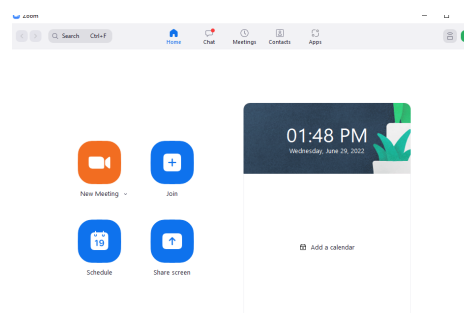 Zoom
Search Ctrl+F
Home
Chat
Meetings
Contacts
Apps
01:48 PM
Wednesday, June 29, 2022
New Meeting
Join
19
Schedule
Share screen
Add a calendar